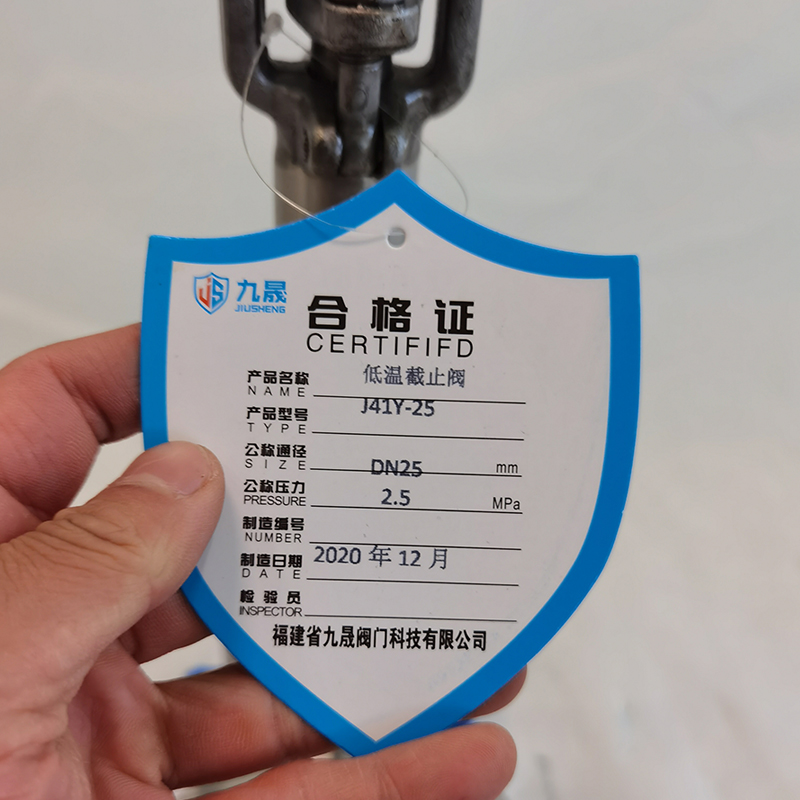 JS 九晟
JIUSHENG
合格证
CERTIFIFD
产品名称 低温截止阀
NAME
产品型号 J41Y-25
TYPE
公称通径
SIZE DN25 mm
公称压力 2.5
PRESSURE MPa
制造编号
NUMBER
制造日期 2020 年 12 月
DATE
检验员
INSPECTOR
福建省九晟阀门科技有限公司